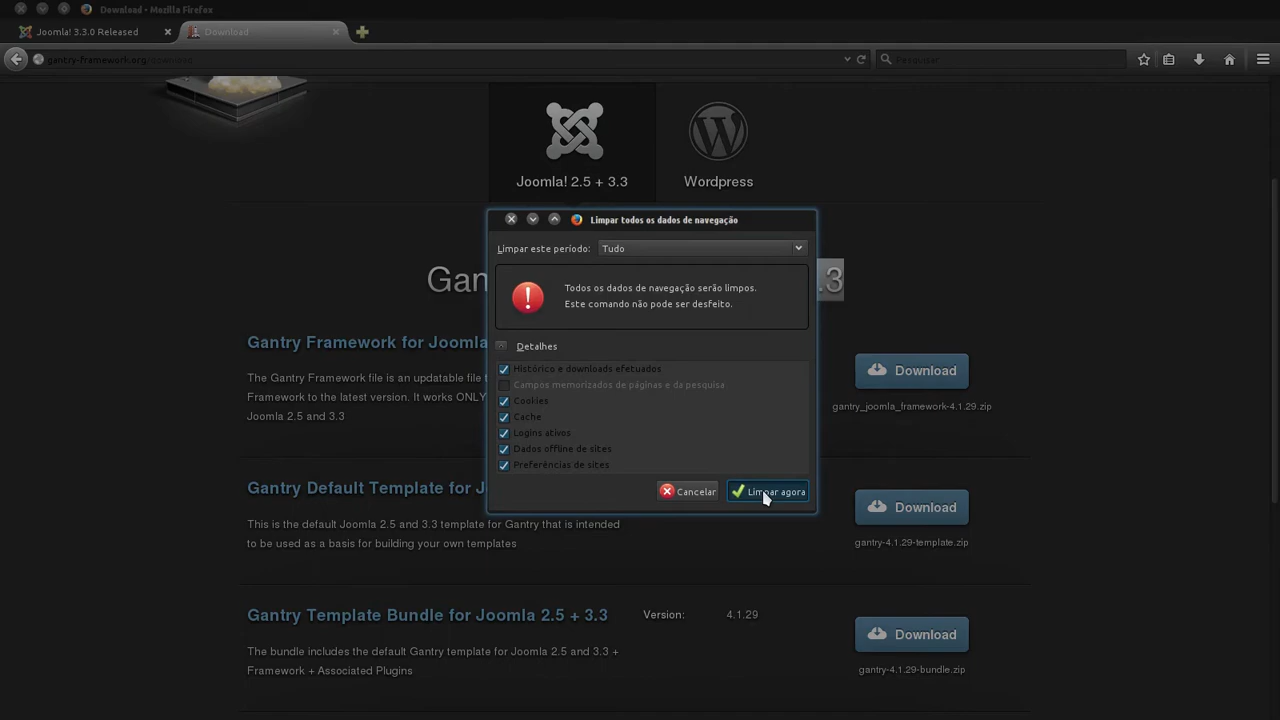 Download - Mozilla Firefox
Joomla! 3.3.0 Released
Download
gantry-framework.org/download
Pesquisar
Joomla! 2.5 + 3.3
Wordpress
Limpar todos os dados de navegação
Limpar este período: Tudo
Todos os dados de navegação serão limpos.
Este comando não pode ser desfeito.
Detalhes
Histórico e downloads efetuados
Campos memorizados de páginas e da pesquisa
Cookies
Cache
Logins ativos
Dados offline de sites
Preferências de sites
Cancelar
Limpar agora
Gan
.3
Gantry Framework for Joomla
The Gantry Framework file is an updatable file
Framework to the latest version. It works ONLY
Joomla 2.5 and 3.3
Download
gantry_joomla_framework-4.1.29.zip
Gantry Default Template for J
This is the default Joomla 2.5 and 3.3 template for Gantry that is intended
to be used as a basis for building your own templates
Download
gantry-4.1.29-template.zip
Gantry Template Bundle for Joomla 2.5 + 3.3
Version: 4.1.29
The bundle includes the default Gantry template for Joomla 2.5 and 3.3 +
Framework + Associated Plugins
Download
gantry-4.1.29-bundle.zip